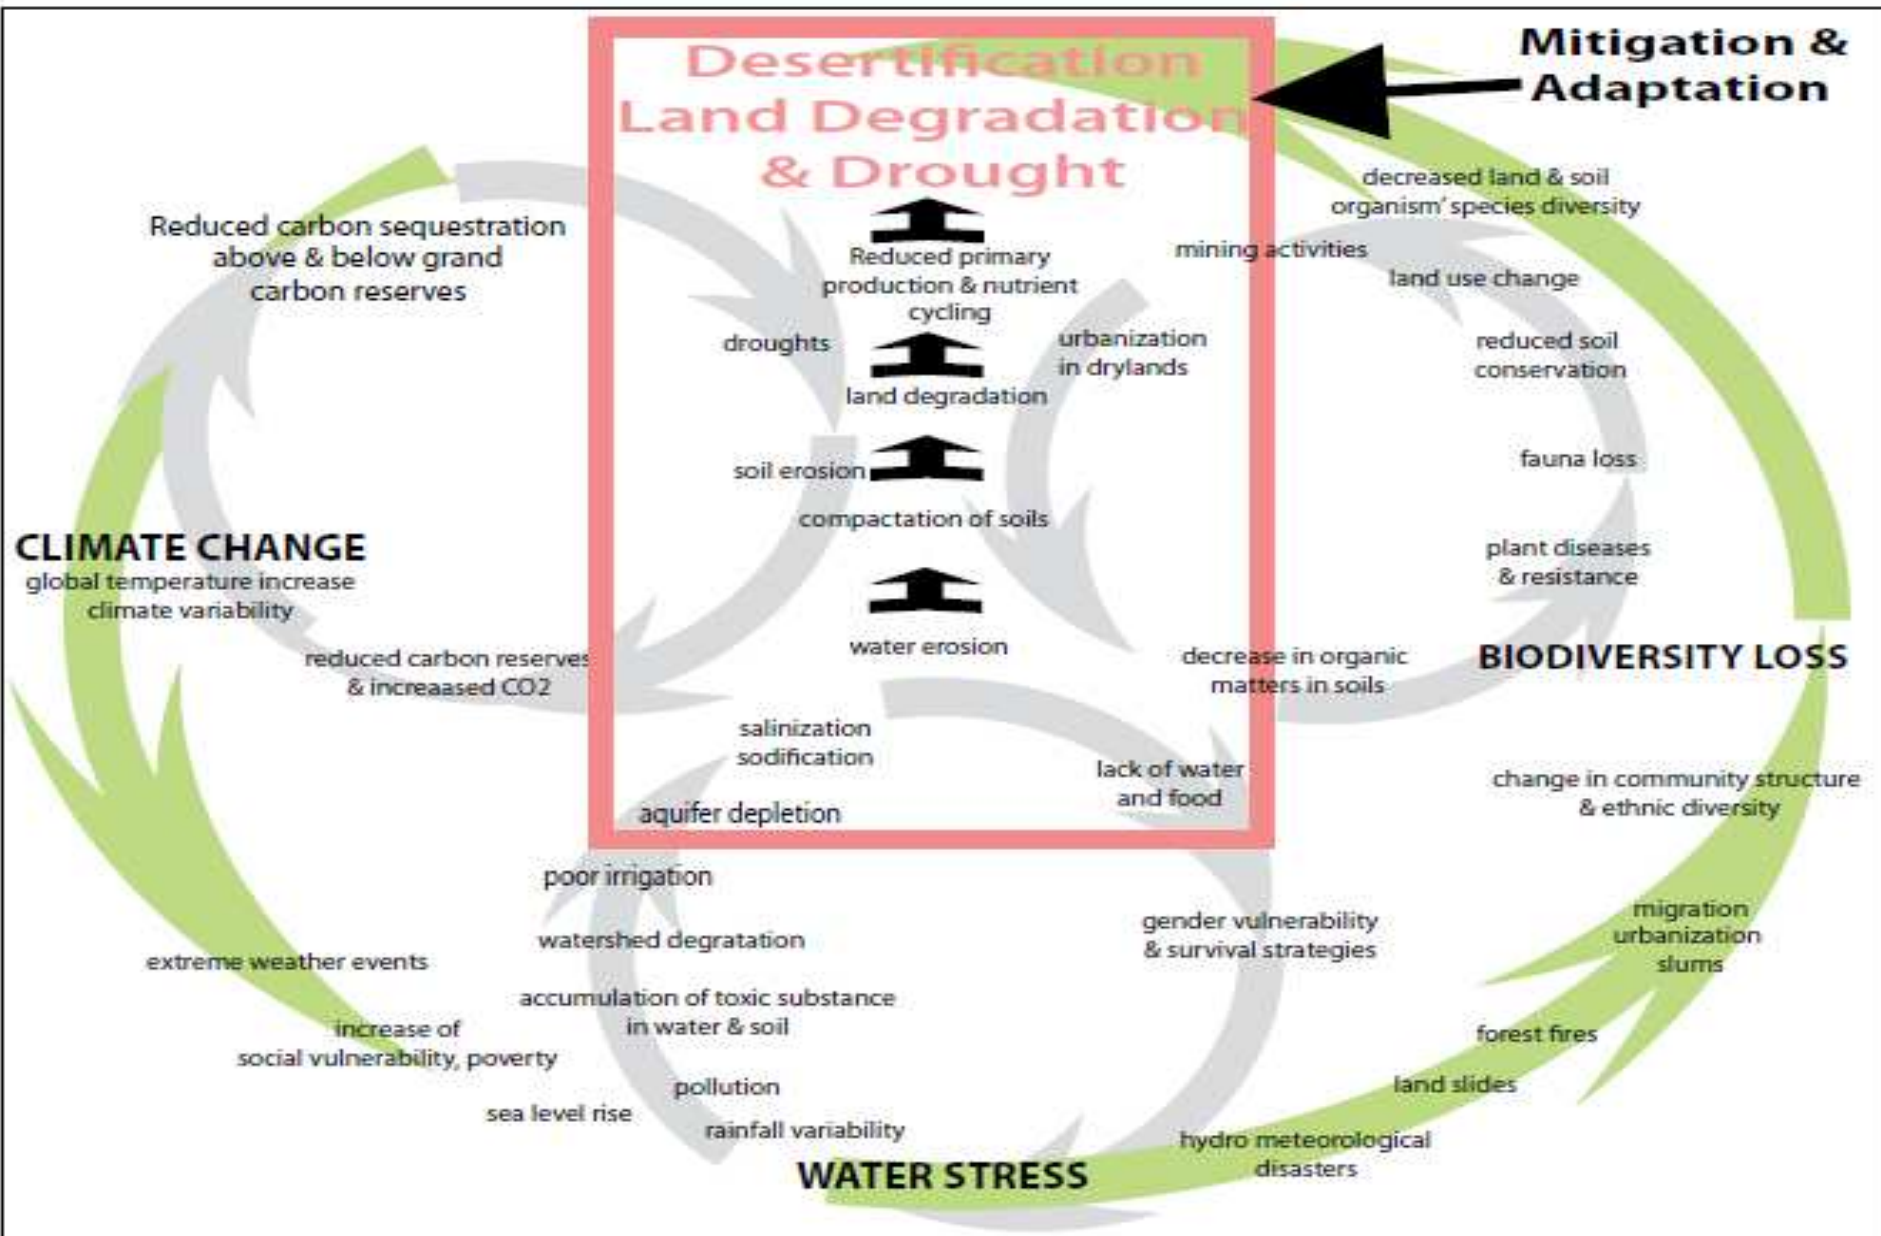 Desertification
Land Degradation
& Drought
Mitigation &
Adaptation
decreased land & soil
organism' species diversity
mining activities
land use change
Reduced carbon sequestration
above & below grand
carbon reserves
Reduced primary
production & nutrient
cycling
droughts
urbanization
in drylands
reduced soil
conservation
land degradation
soil erosion
fauna loss
compactation of soils
CLIMATE CHANGE
global temperature increase
climate variability
plant diseases
& resistance
water erosion
reduced carbon reserves
& increaased CO2
decrease in organic
matters in soils
BIODIVERSITY LOSS
salinization
sodification
lack of water
and food
change in community structure
& ethnic diversity
aquifer depletion
poor irrigation
gender vulnerability
& survival strategies
migration
urbanization
slums
watershed degratation
extreme weather events
accumulation of toxic substance
in water & soil
increase of
social vulnerability, poverty
forest fires
pollution
land slides
sea level rise
rainfall variability
hydro meteorological
disasters
WATER STRESS